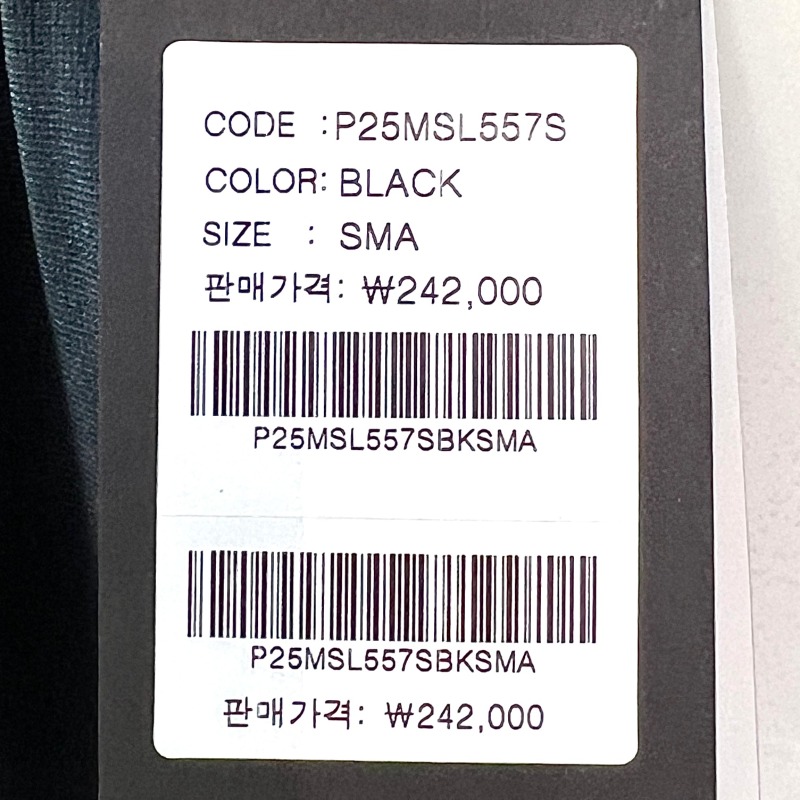 CODE :P25MSL557S
COLOR: BLACK
SIZE : SMA
판매가격: ₩242,000
P25MSL557SBKSMA
P25MSL557SBKSMA
판매가격: ₩242,000